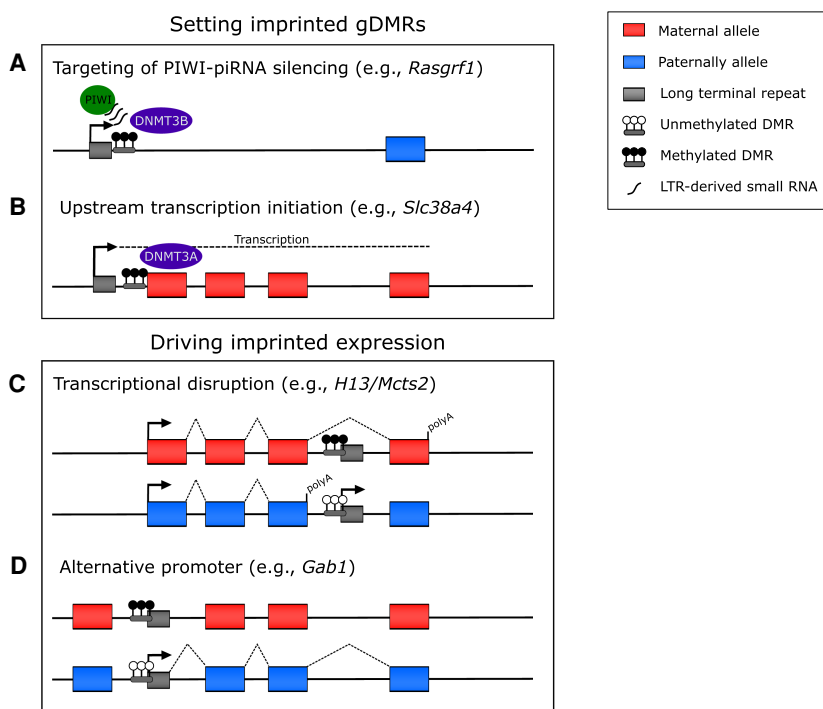 Setting imprinted gDMRs
A
Targeting of PIWI-piRNA silencing (e.g., Rasgrf1)
PIWI
DNMT3B
B
Upstream transcription initiation (e.g., Slc38a4)
Transcription
DNMT3A
Driving imprinted expression
C
Transcriptional disruption (e.g., H13/Mcts2)
polyA
polyA
D
Alternative promoter (e.g., Gab1)
Maternal allele
Paternally allele
Long terminal repeat
Unmethylated DMR
Methylated DMR
LTR-derived small RNA